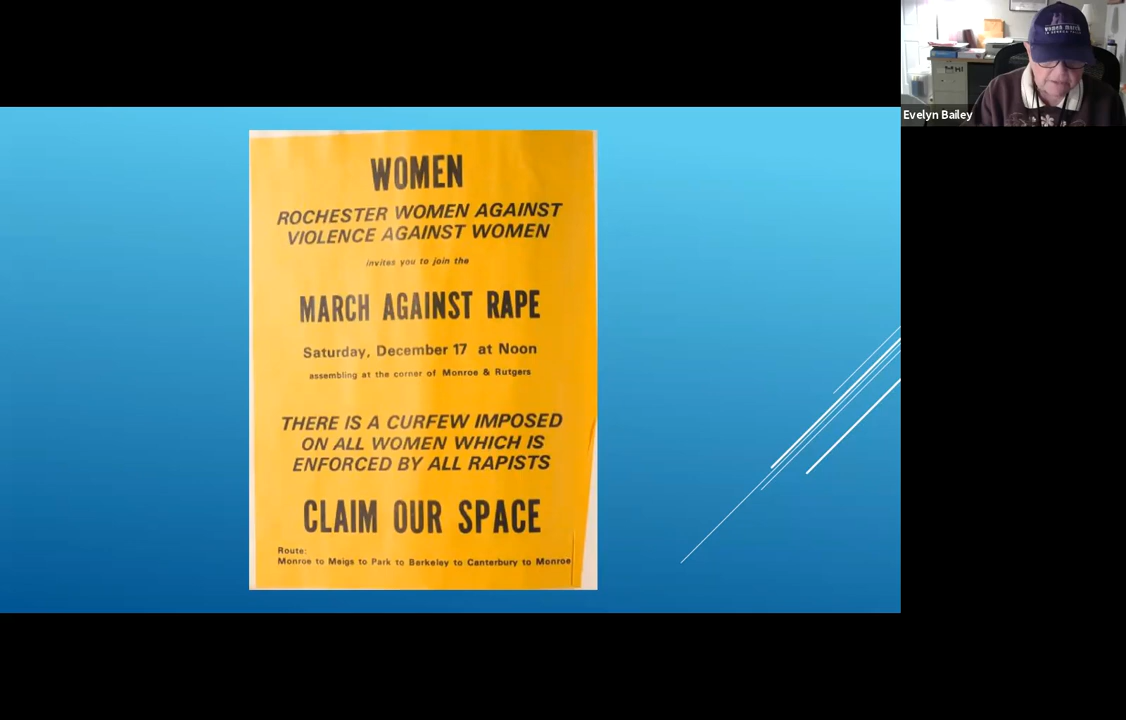 WOMEN
ROCHESTER WOMEN AGAINST
VIOLENCE AGAINST WOMEN
invites you to join the
MARCH AGAINST RAPE
Saturday, December 17 at Noon
assembling at the corner of Monroe & Rutgers
THERE IS A CURFEW IMPOSED
ON ALL WOMEN WHICH IS
ENFORCED BY ALL RAPISTS
CLAIM OUR SPACE
Route:
Monroe to Meigs to Park to Berkeley to Canterbury to Monroe
Evelyn Bailey